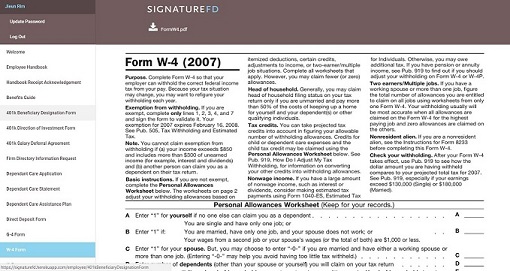 Jaun Rin
Update Password
Log Out
Welcome
Employee Handbook
Handbook Receipt Acknowledgement
Benefits Guide
401k Beneficiary Designation Form
401k Direction of Investment Form
401k Salary Deferral Agreement
Firm Directory Information Request
Dependent Care Application
Dependent Care Statement
Dependent Care Assistance Plan
Direct Deposit Form
G-4 Form
W-4 Form
SIGNATUREFD
FormW4.pdf
Form W-4 (2007)
Purpose. Complete Form W-4 so that your
employer can withhold the correct federal income
tax from your pay. Because your tax situation
may change, you may want to refigure your
withholding each year.
Exemption from withholding. If you are
exempt, complete only lines 1, 2, 3, 4, and 7
and sign the form to validate it. Your
exemption for 2007 expires February 16, 2008.
See Pub. 505, Tax Withholding and Estimated
Tax.
Note. You cannot claim exemption from
withholding if (a) your income exceeds $850
and includes more than $300 of unearned
income (for example, interest and dividends)
and (b) another person can claim you as a
dependent on their tax return.
Basic instructions. If you are not exempt,
complete the Personal Allowances
Worksheet below. The worksheets on page 2
adjust your withholding allowances based on
itemized deductions, certain credits,
adjustments to income, or two-earner/multiple
job situations. Complete all worksheets that
apply. However, you may claim fewer (or zero)
allowances.
Head of household. Generally, you may claim
head of household filing status on your tax
return only if you are unmarried and pay more
than 50% of the costs of keeping up a home
for yourself and your dependent(s) or other
qualifying individuals.
Tax credits. You can take projected tax
credits into account in figuring your allowable
number of withholding allowances. Credits for
child or dependent care expenses and the
child tax credit may be claimed using the
Personal Allowances Worksheet below. See
Pub. 919, How Do I Adjust My Tax
Withholding, for information on converting
your other credits into withholding allowances.
Nonwage income. If you have a large amount
of nonwage income, such as interest or
dividends, consider making estimated tax
payments using Form 1040-ES, Estimated Tax
for Individuals. Otherwise, you may owe
additional tax. If you have pension or annuity
income, see Pub. 919 to find out if you should
adjust your withholding on Form W-4 or W-4P.
Two earners/Multiple jobs. If you have a
working spouse or more than one job, figure
the total number of allowances you are entitled
to claim on all jobs using worksheets from only
one Form W-4. Your withholding usually will
be most accurate when all allowances are
claimed on the Form W-4 for the highest
paying job and zero allowances are claimed on
the others.
Nonresident alien. If you are a nonresident
alien, see the Instructions for Form 8233
before completing this Form W-4.
Check your withholding. After your Form W-4
takes effect, use Pub. 919 to see how the
dollar amount you are having withheld
compares to your projected total tax for 2007.
See Pub. 919, especially if your earnings
exceed $130,000 (Single) or $180,000
(Married).
Personal Allowances Worksheet (Keep for your records.)
A Enter "1" for yourself if no one else can claim you as a dependent A
You are single and have only one job; or
B Enter "1" if: You are married, have only one job, and your spouse does not work; or B
Your wages from a second job or your spouse's wages (or the total of both) are $1,000 or less.
C Enter "1" for your spouse. But, you may choose to enter "-0-" if you are married and have either a working spouse or
more than one job. (Entering "-0-" may help you avoid having too little tax withheld.) C
of dependents (other than your spouse or yourself) you will claim on your tax return